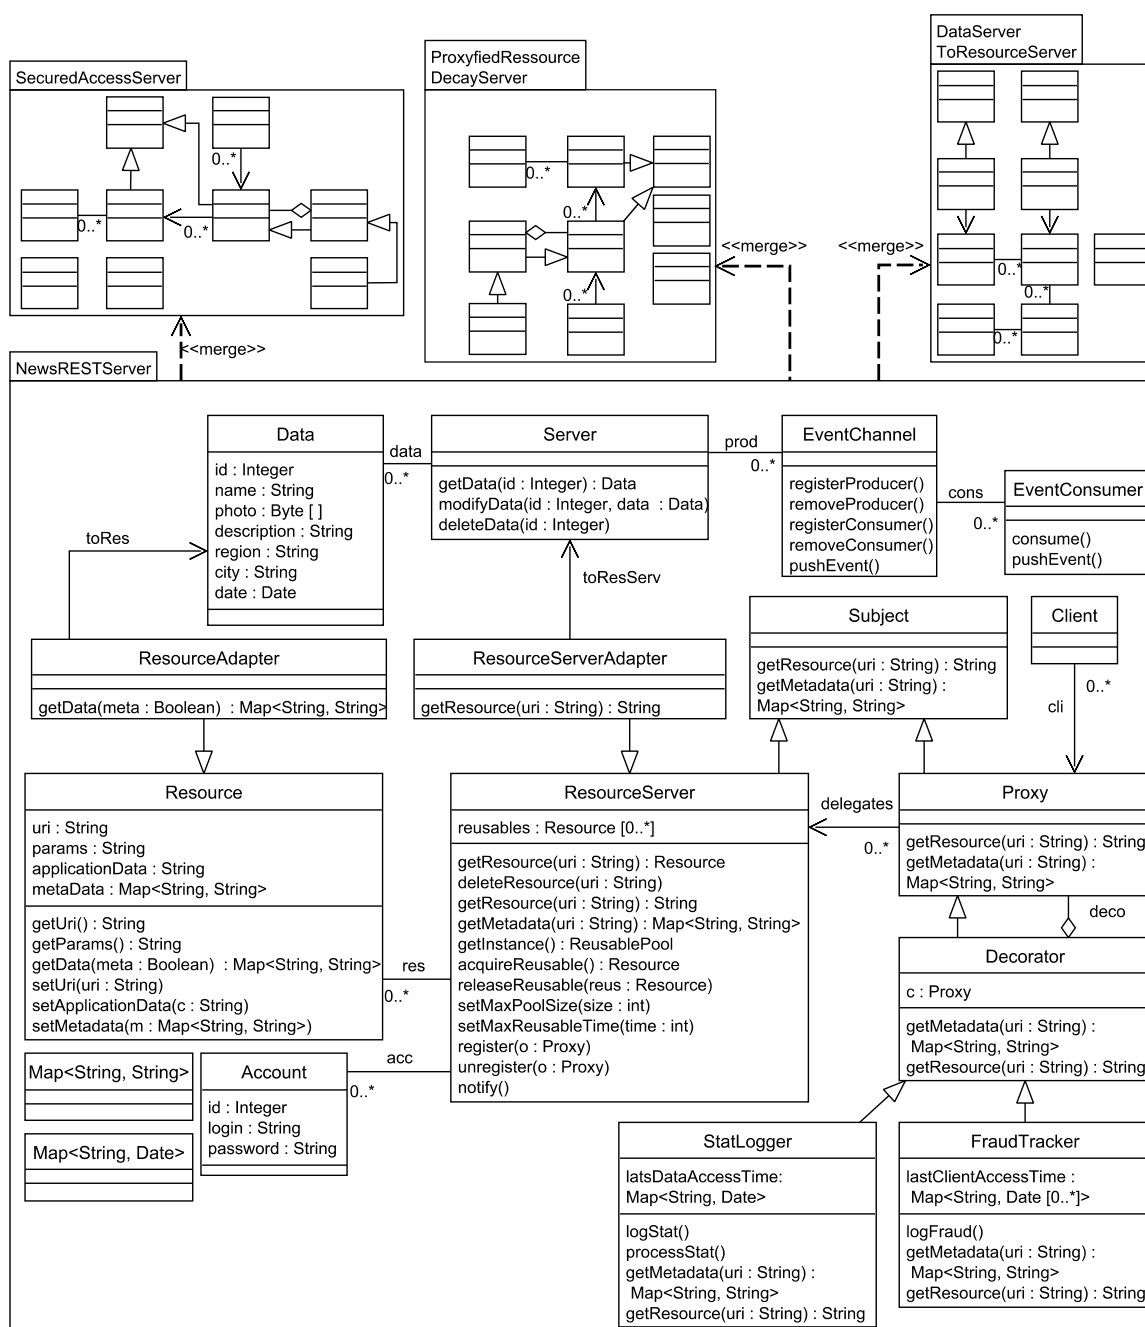 DataServer
ToResourceServer
ProxyfiedRessource
DecayServer
SecuredAccessServer
0..*
0..*
0..*
0..*
0..*
0..*
0..*
0..*
0..*
<<merge>>
<<merge>>
<<merge>>
NewsRESTServer
Data
id : Integer
name : String
photo : Byte [ ]
description : String
region : String
city : String
date : Date
data
0..*
Server
getData(id : Integer) : Data
modifyData(id : Integer, data : Data)
deleteData(id : Integer)
prod
0..*
EventChannel
registerProducer()
removeProducer()
registerConsumer()
removeConsumer()
pushEvent()
cons
0..*
EventConsumer
consume()
pushEvent()
toRes
toResServ
ResourceAdapter
getData(meta : Boolean) : Map<String, String>
ResourceServerAdapter
getResource(uri : String) : String
Subject
getResource(uri : String) : String
getMetadata(uri : String) :
Map<String, String>
Client
0..*
cli
Resource
uri : String
params : String
applicationData : String
metaData : Map<String, String>
getUri() : String
getParams() : String
getData(meta : Boolean) : Map<String, String>
setUri(uri : String)
setApplicationData(c : String)
setMetadata(m : Map<String, String>)
res
0..*
ResourceServer
reusables : Resource [0..*]
getResource(uri : String) : Resource
deleteResource(uri : String)
getResource(uri : String) : String
getMetadata(uri : String) : Map<String, String>
getInstance() : ReusablePool
acquireReusable() : Resource
releaseReusable(reus : Resource)
setMaxPoolSize(size : int)
setMaxReusableTime(time : int)
register(o : Proxy)
unregister(o : Proxy)
notify()
delegates
0..*
Proxy
getResource(uri : String) : String
getMetadata(uri : String) :
Map<String, String>
deco
Decorator
c : Proxy
getMetadata(uri : String) :
Map<String, String>
getResource(uri : String) : String
Map<String, String>
Map<String, Date>
Account
id : Integer
login : String
password : String
acc
0..*
StatLogger
latsDataAccessTime:
Map<String, Date>
logStat()
processStat()
getMetadata(uri : String) :
Map<String, String>
getResource(uri : String) : String
FraudTracker
lastClientAccessTime :
Map<String, Date [0..*]>
logFraud()
getMetadata(uri : String) :
Map<String, String>
getResource(uri : String) : String